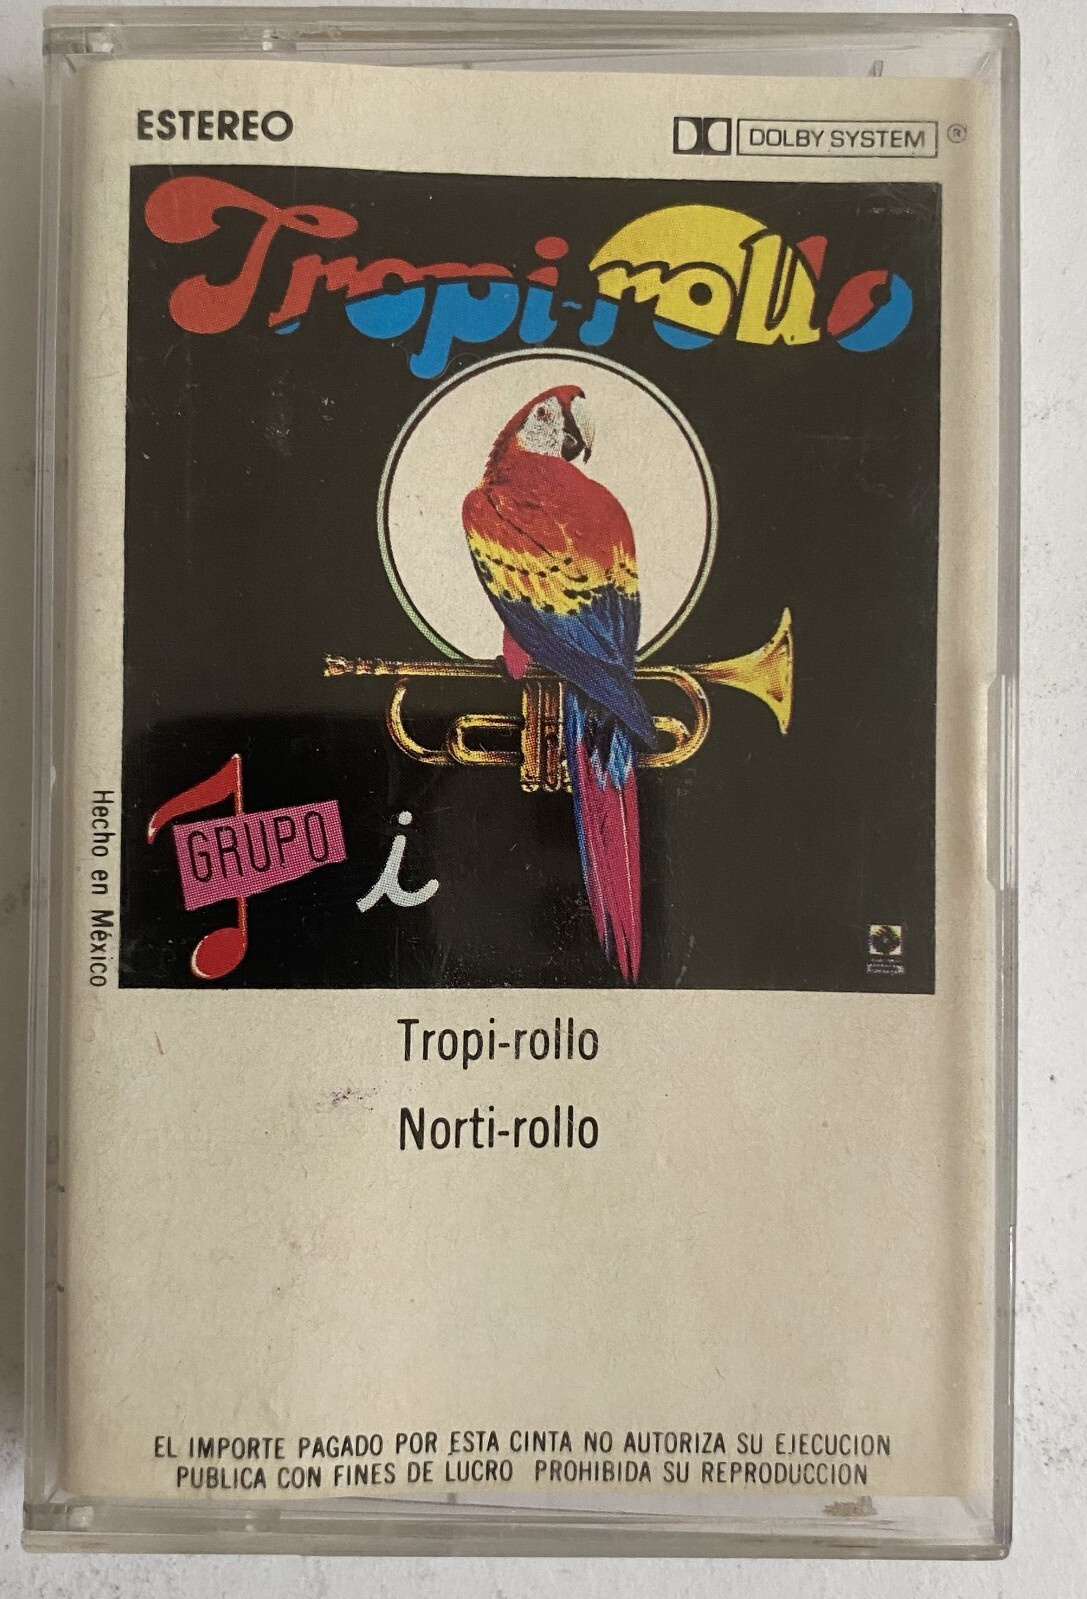 ESTEREO
DOLBY SYSTEM ®
Tropi-rollo
GRUPO i
Hecho en México
Tropi-rollo
Norti-rollo
EL IMPORTE PAGADO POR ESTA CINTA NO AUTORIZA SU EJECUCION
PUBLICA CON FINES DE LUCRO PROHIBIDA SU REPRODUCCION